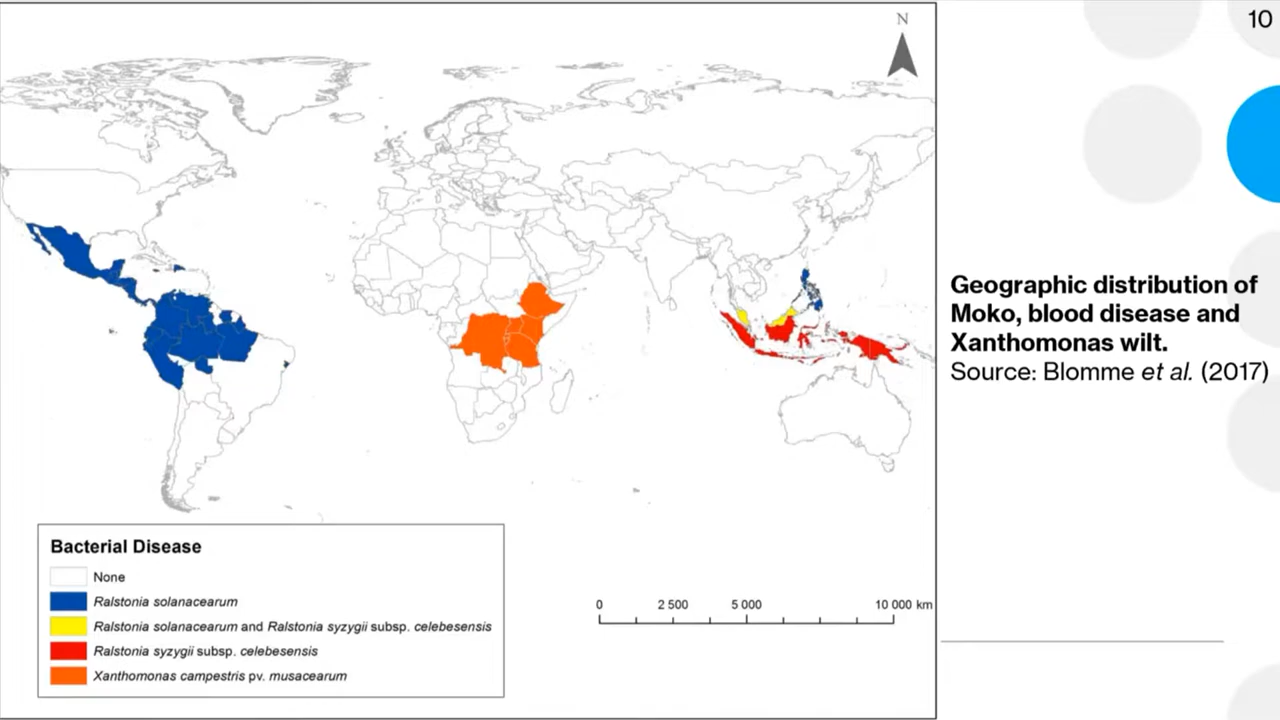 10
N
Geographic distribution of
Moko, blood disease and
Xanthomonas wilt.
Source: Blomme et al. (2017)
Bacterial Disease
None
Ralstonia solanacearum
Ralstonia solanacearum and Ralstonia syzygii subsp. celebesensis
Ralstonia syzygii subsp. celebesensis
Xanthomonas campestris pv. musacearum
0 2 500 5 000 10 000 km